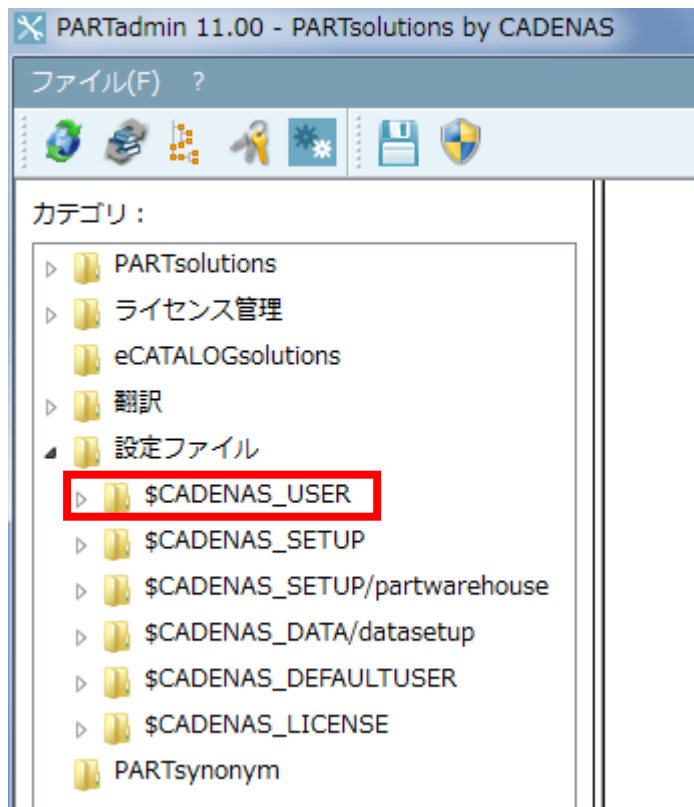 PARTadmin 11.00 - PARTsolutions by CADENAS
ファイル(F) ?
カテゴリ：
PARTsolutions
ライセンス管理
eCATALOGsolutions
翻訳
設定ファイル
$CADENAS_USER
$CADENAS_SETUP
$CADENAS_SETUP/partwarehouse
$CADENAS_DATA/datasetup
$CADENAS_DEFAULTUSER
$CADENAS_LICENSE
PARTsynonym